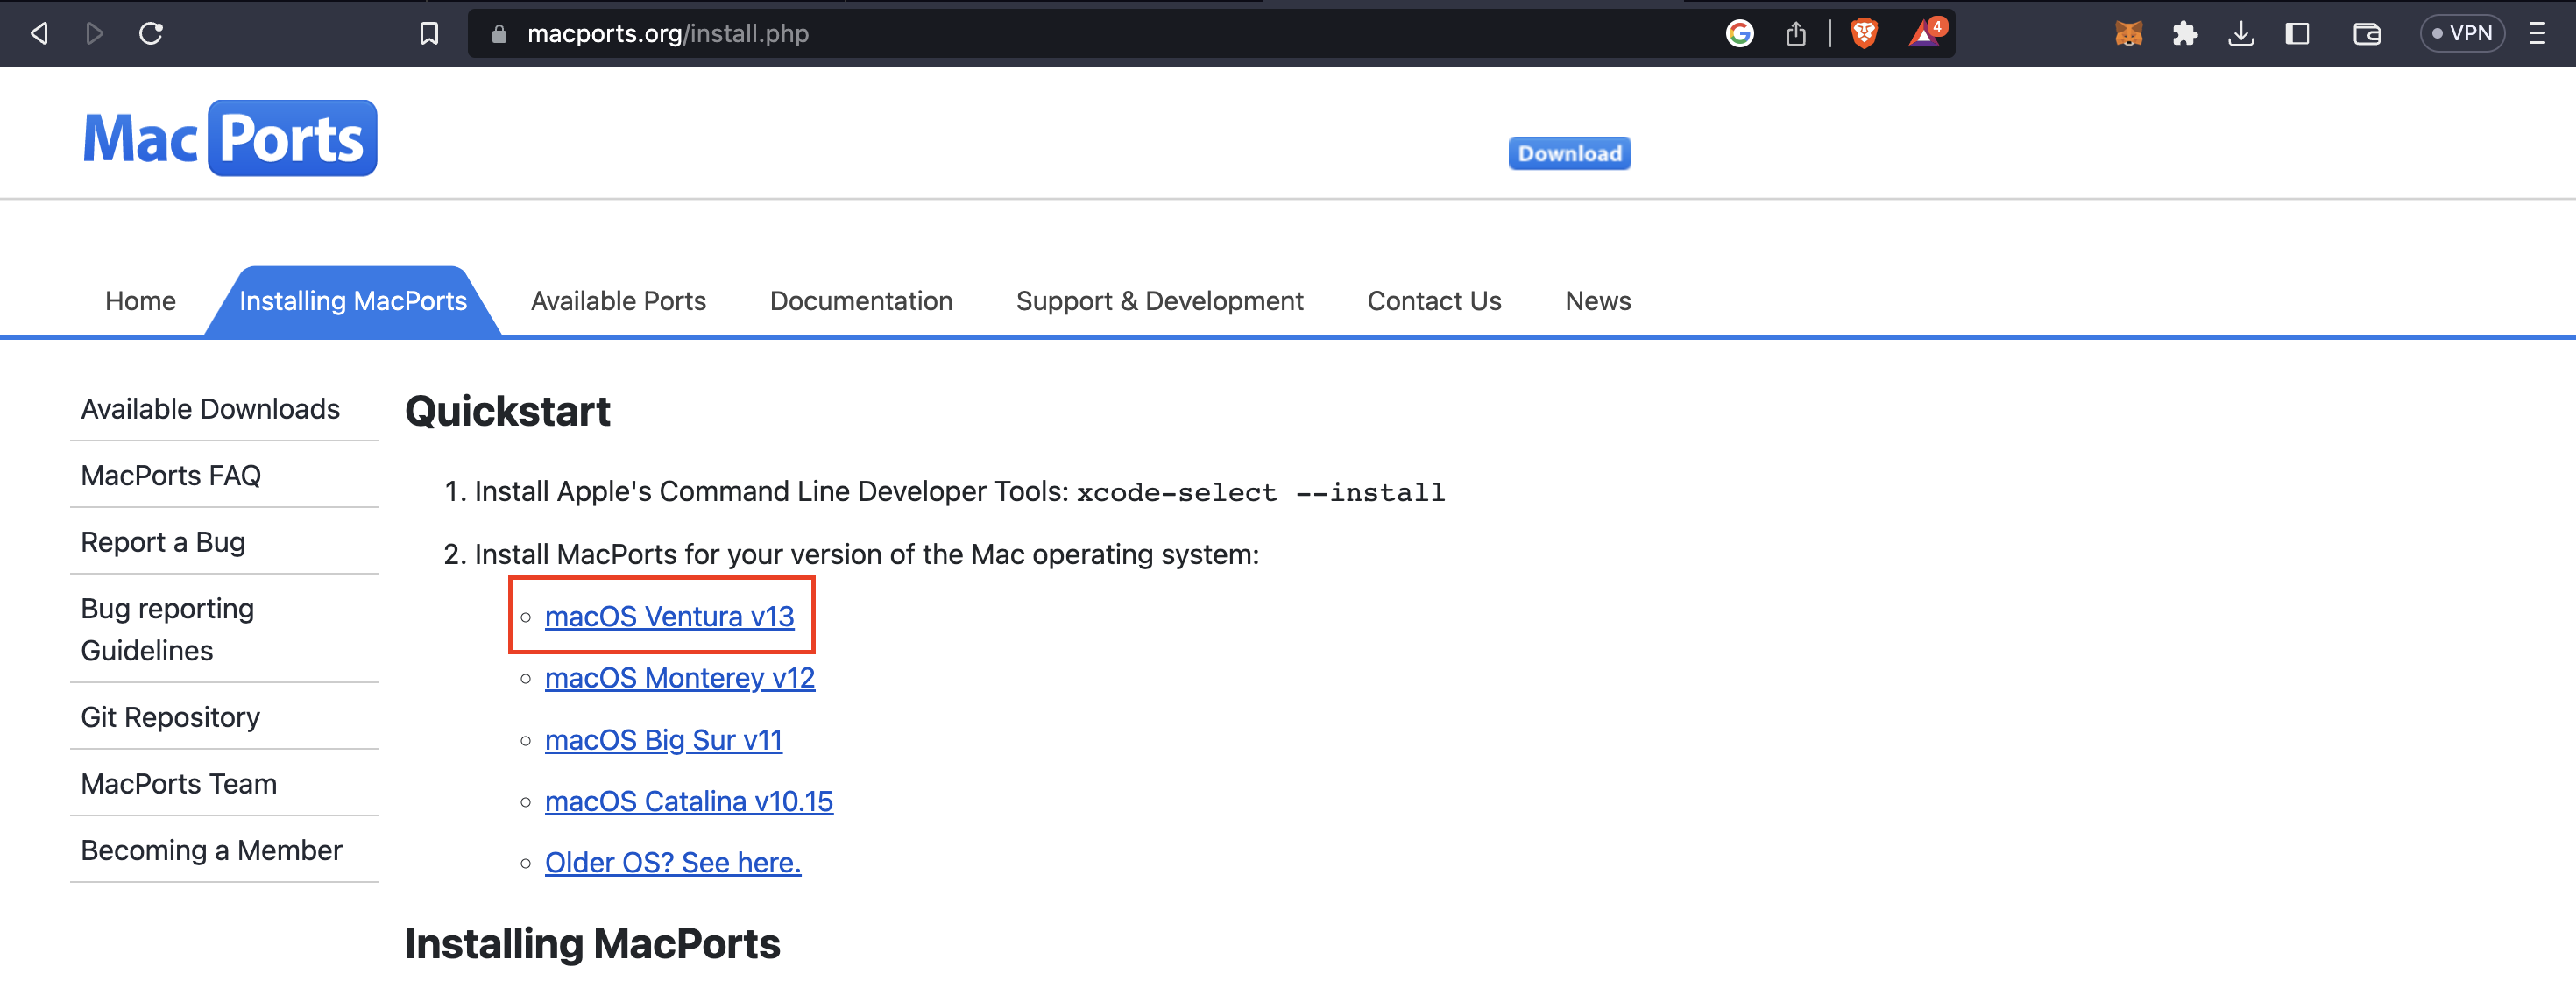 macports.org/install.php
4
VPN
MacPorts
Download
Home
Installing MacPorts
Available Ports
Documentation
Support & Development
Contact Us
News
Available Downloads
MacPorts FAQ
Report a Bug
Bug reporting
Guidelines
Git Repository
MacPorts Team
Becoming a Member
Quickstart
1. Install Apple's Command Line Developer Tools: xcode-select --install
2. Install MacPorts for your version of the Mac operating system:
macOS Ventura v13
macOS Monterey v12
macOS Big Sur v11
macOS Catalina v10.15
Older OS? See here.
Installing MacPorts